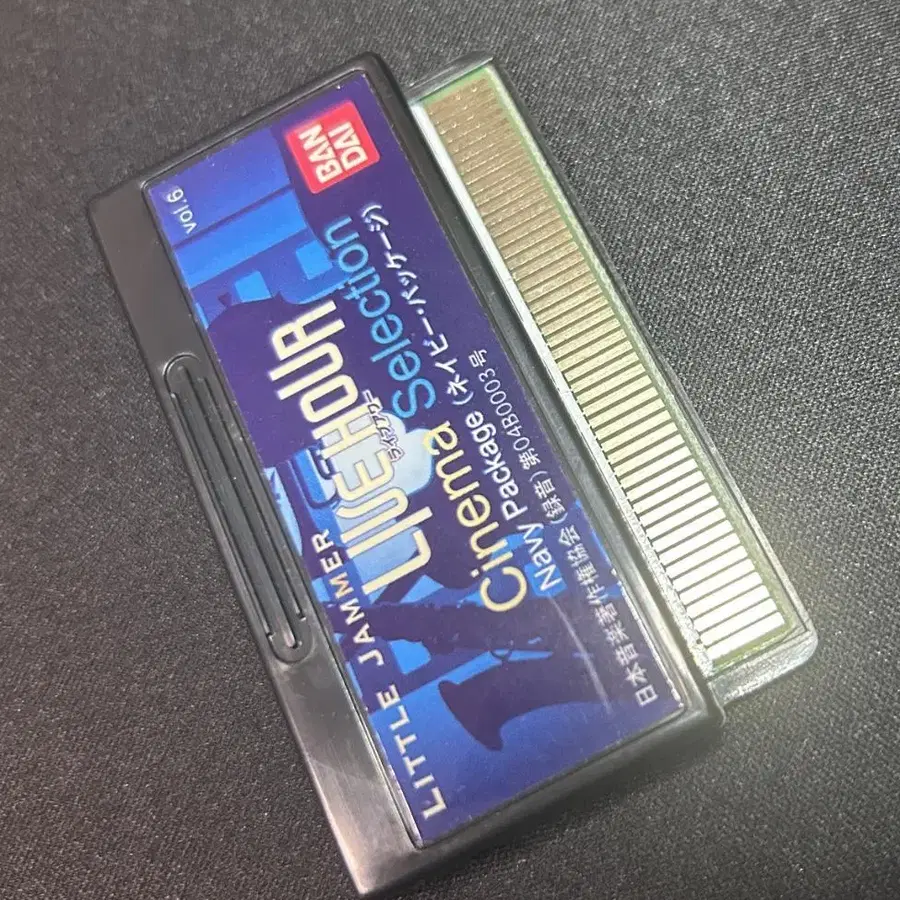 LITTLE JAMMER
vol.6
BAN
DAI
LIVE HOUR
ライブアワー
Cinema Selection
Navy Package (ネイビー・パッケージ)
日本音楽著作権協会(録音)第04B0003号